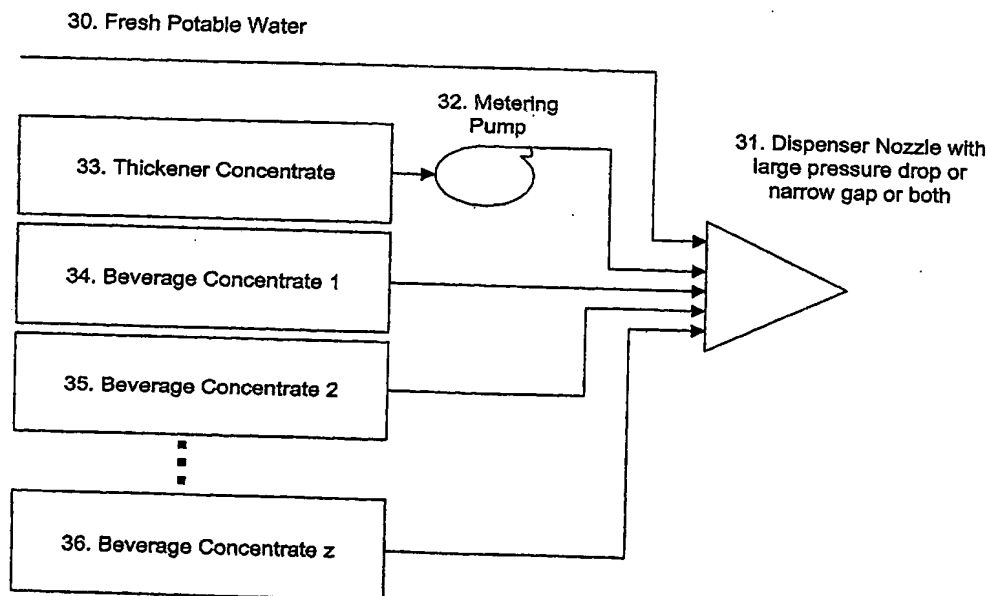 30. Fresh Potable Water
32. Metering
Pump
31. Dispenser Nozzle with
large pressure drop or
narrow gap or both
33. Thickener Concentrate
34. Beverage Concentrate 1
35. Beverage Concentrate 2
36. Beverage Concentrate z